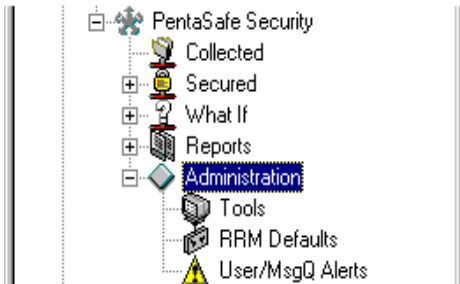 PentaSafe Security
Collected
Secured
What If
Reports
Administration
Tools
RRM Defaults
User/MsgQ Alerts